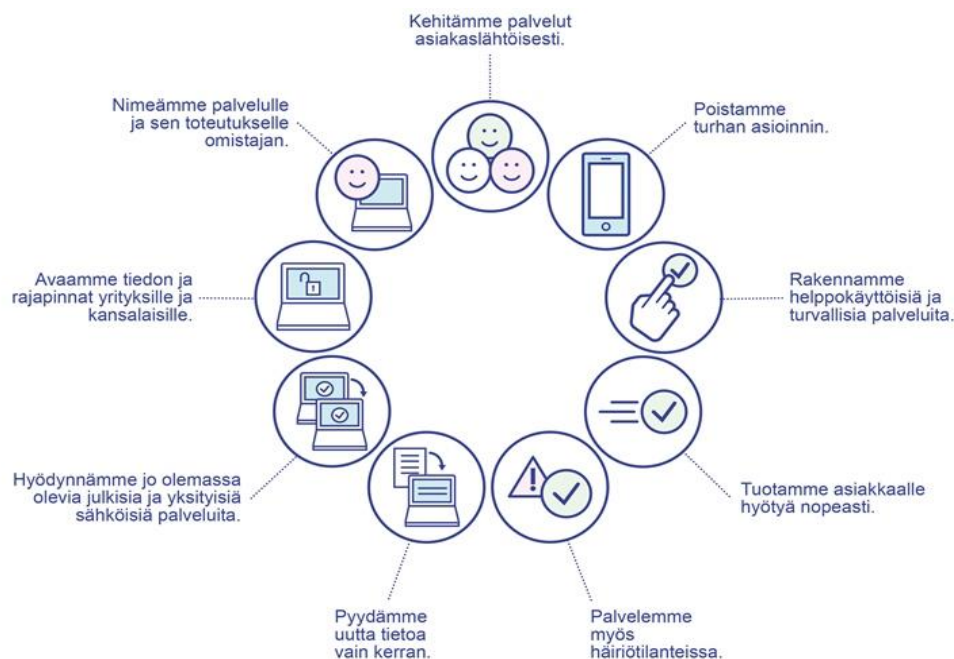 Kehitämme palvelut
asiakaslähtöisesti.
Poistamme
turhan asioinnin.
Rakennamme
helppokäyttöisiä ja
turvallisia palveluita.
Tuotamme asiakkaalle
hyötyä nopeasti.
Palvelemme
myös
häiriötilanteissa.
Pyydämme
uutta tietoa
vain kerran.
Hyödynnämme jo olemassa
olevia julkisia ja yksityisiä
sähköisiä palveluita.
Avaamme tiedon ja
rajapinnat yrityksille ja
kansalaisille.
Nimeämme palvelulle
ja sen toteutukselle
omistajan.